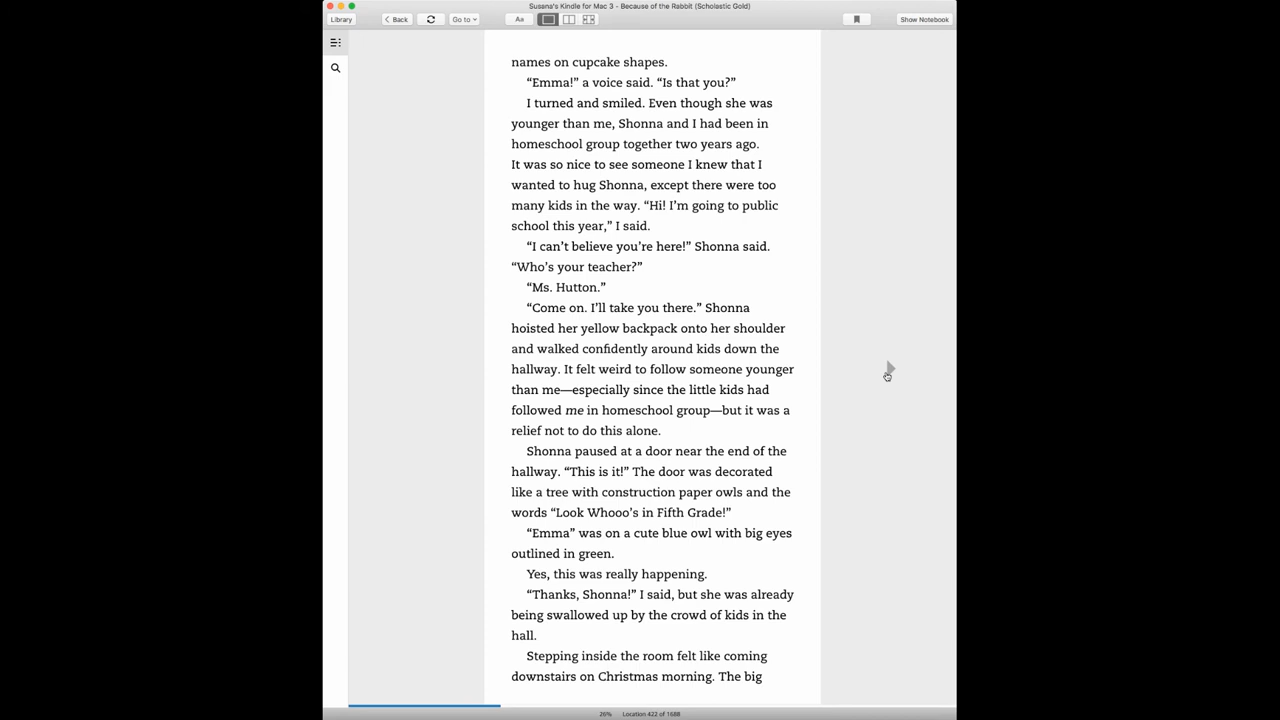 Susana's Kindle for Mac 3 - Because of the Rabbit (Scholastic Gold)
Library
Back
Go to
Aa
Show Notebook
names on cupcake shapes.
“Emma!” a voice said. “Is that you?”
I turned and smiled. Even though she was
younger than me, Shonna and I had been in
homeschool group together two years ago.
It was so nice to see someone I knew that I
wanted to hug Shonna, except there were too
many kids in the way. “Hi! I’m going to public
school this year,” I said.
“I can’t believe you’re here!” Shonna said.
“Who’s your teacher?”
“Ms. Hutton.”
“Come on. I’ll take you there.” Shonna
hoisted her yellow backpack onto her shoulder
and walked confidently around kids down the
hallway. It felt weird to follow someone younger
than me—especially since the little kids had
followed me in homeschool group—but it was a
relief not to do this alone.
Shonna paused at a door near the end of the
hallway. “This is it!” The door was decorated
like a tree with construction paper owls and the
words “Look Whooo’s in Fifth Grade!”
“Emma” was on a cute blue owl with big eyes
outlined in green.
Yes, this was really happening.
“Thanks, Shonna!” I said, but she was already
being swallowed up by the crowd of kids in the
hall.
Stepping inside the room felt like coming
downstairs on Christmas morning. The big
26% Location 422 of 1688